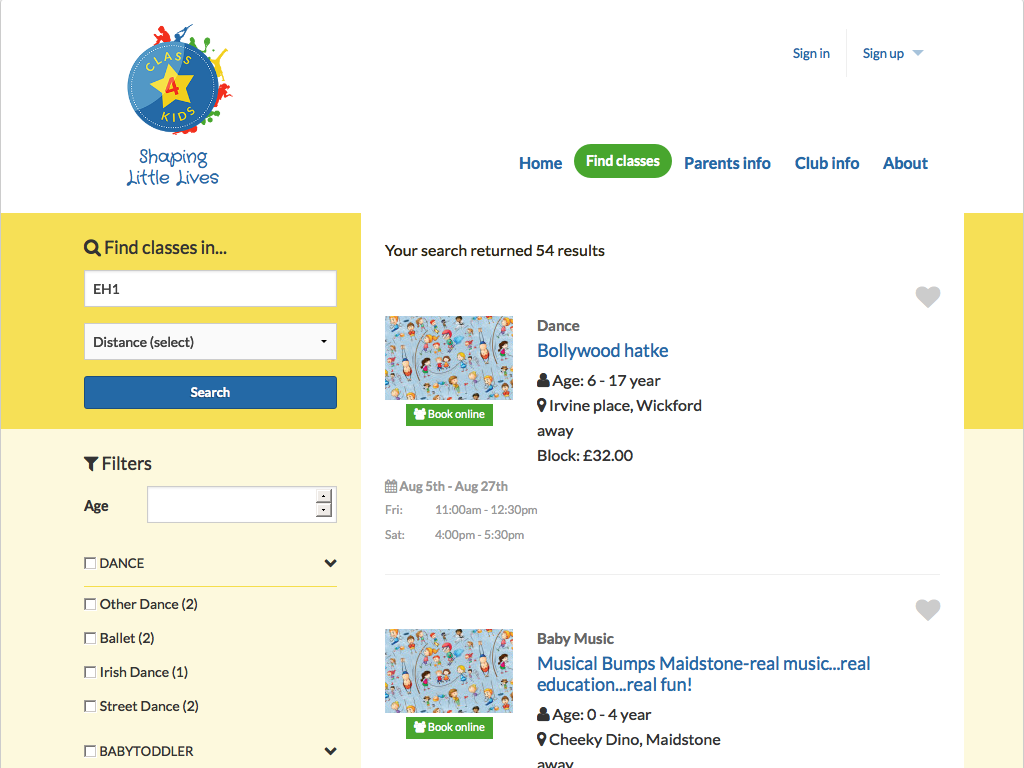 CLASS
4
KIDS
Shaping
Little Lives
Sign in
Sign up
Home
Find classes
Parents info
Club info
About
Find classes in...
EH1
Distance (select)
Search
Filters
Age
DANCE
Other Dance (2)
Ballet (2)
Irish Dance (1)
Street Dance (2)
BABYTODDLER
Your search returned 54 results
Dance
Bollywood hatke
Age: 6 - 17 year
Irvine place, Wickford
away
Block: £32.00
Book online
Aug 5th - Aug 27th
Fri: 11:00am - 12:30pm
Sat: 4:00pm - 5:30pm
Baby Music
Musical Bumps Maidstone-real music...real
education...real fun!
Age: 0 - 4 year
Cheeky Dino, Maidstone
away
Book online